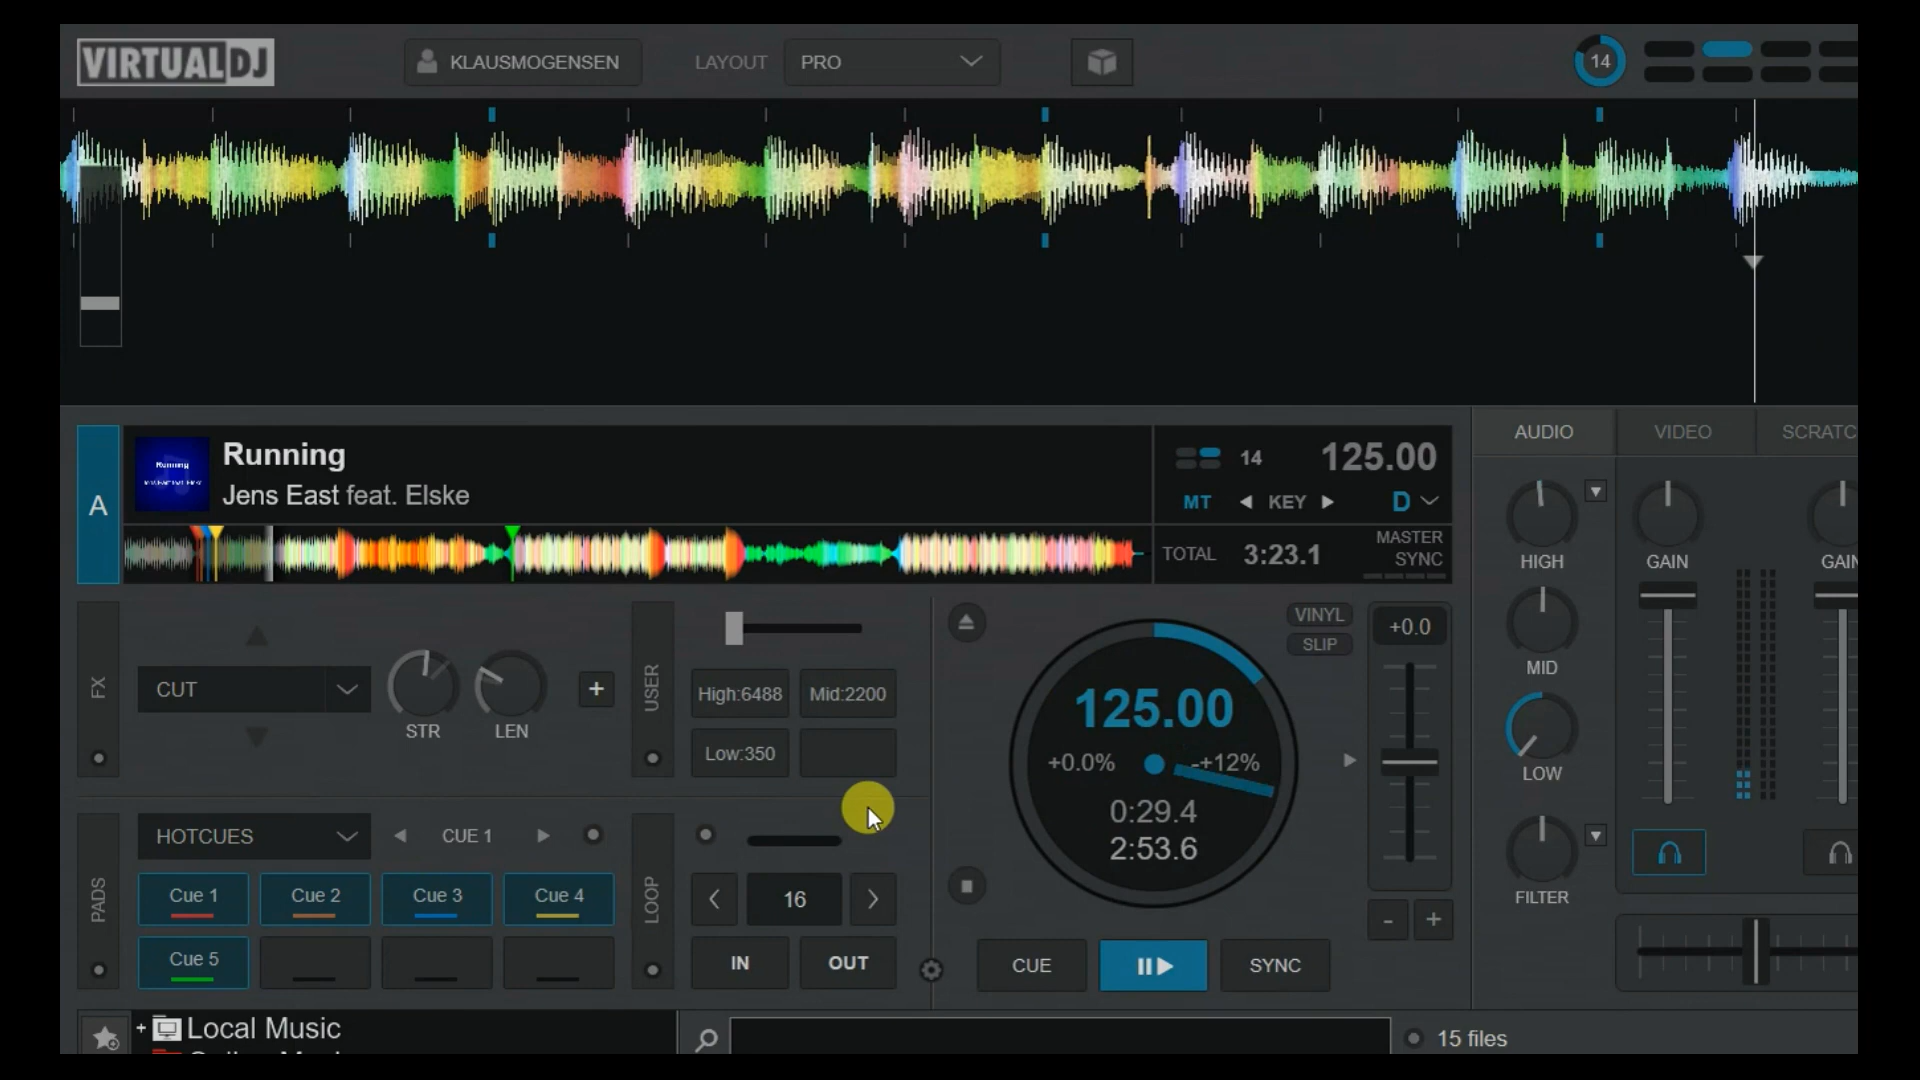 VIRTUALDJ
KLAUSMOGENSEN
LAYOUT
PRO
14
A
Running
Running
Jens East feat. Elske
14
125.00
MT
KEY
D
TOTAL
3:23.1
MASTER
SYNC
AUDIO
VIDEO
SCRATC
HIGH
MID
LOW
FILTER
GAIN
GAIN
FX
CUT
STR
LEN
+
USER
High:6488
Mid:2200
Low:350
VINYL
SLIP
+0.0
125.00
+0.0%
-+12%
0:29.4
2:53.6
- +
PADS
HOTCUES
CUE 1
Cue 1
Cue 2
Cue 3
Cue 4
Cue 5
LOOP
< 16 >
IN
OUT
CUE
SYNC
+ Local Music
15 files